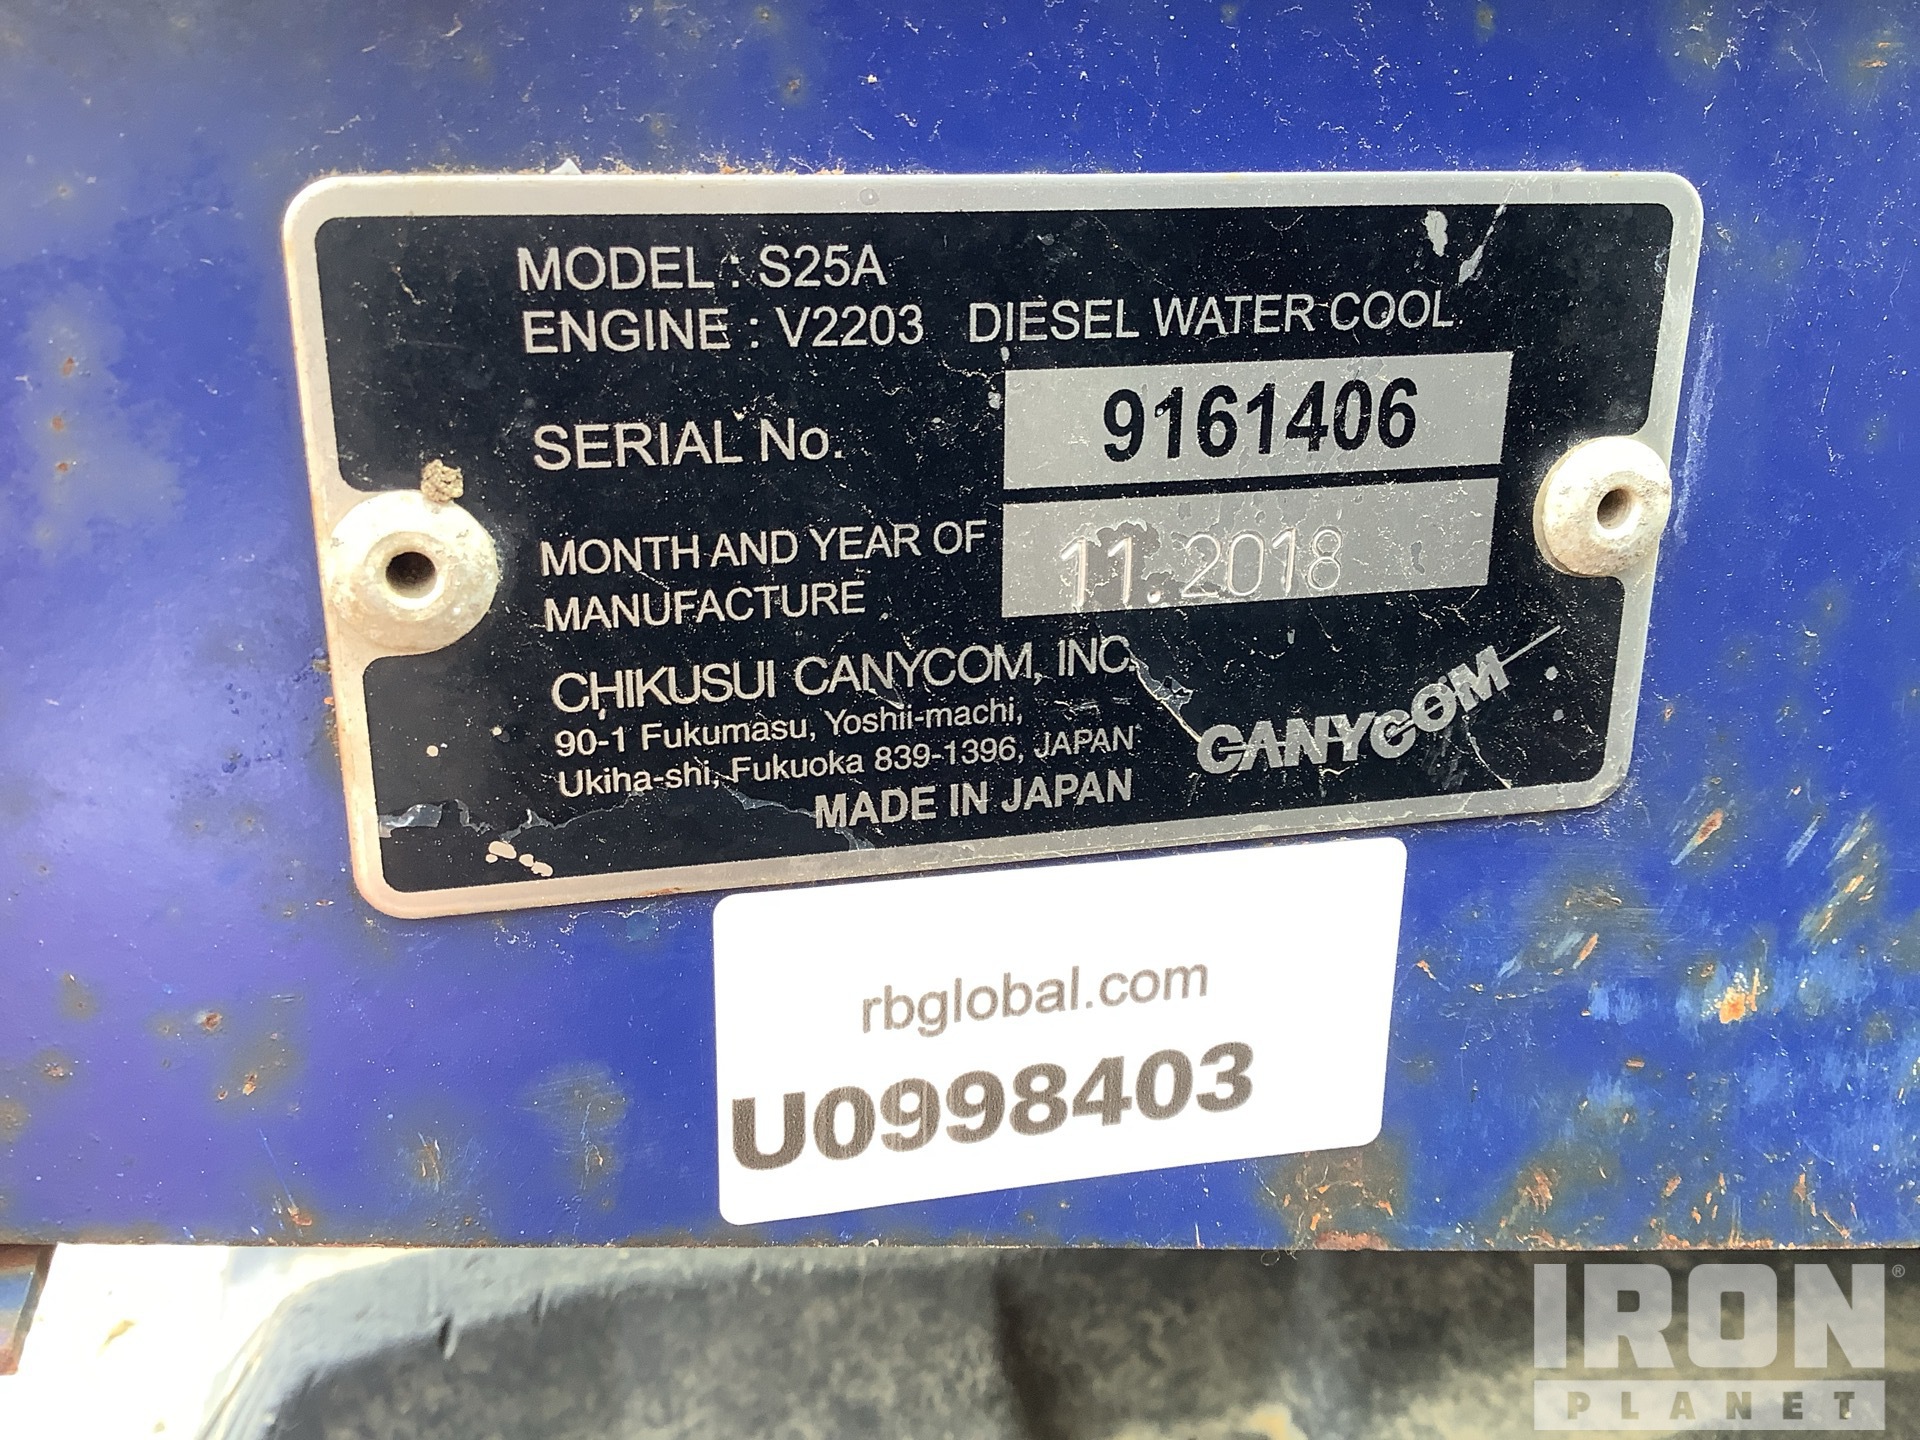 MODEL : S25A
ENGINE : V2203 DIESEL WATER COOL
SERIAL No. 9161406
MONTH AND YEAR OF
MANUFACTURE 11.2018
CHIKUSUI CANYCOM, INC.
90-1 Fukumasu, Yoshii-machi,
Ukiha-shi, Fukuoka 839-1396, JAPAN
MADE IN JAPAN
CANYCOM
rbglobal.com
U0998403
IRON®
PLANET